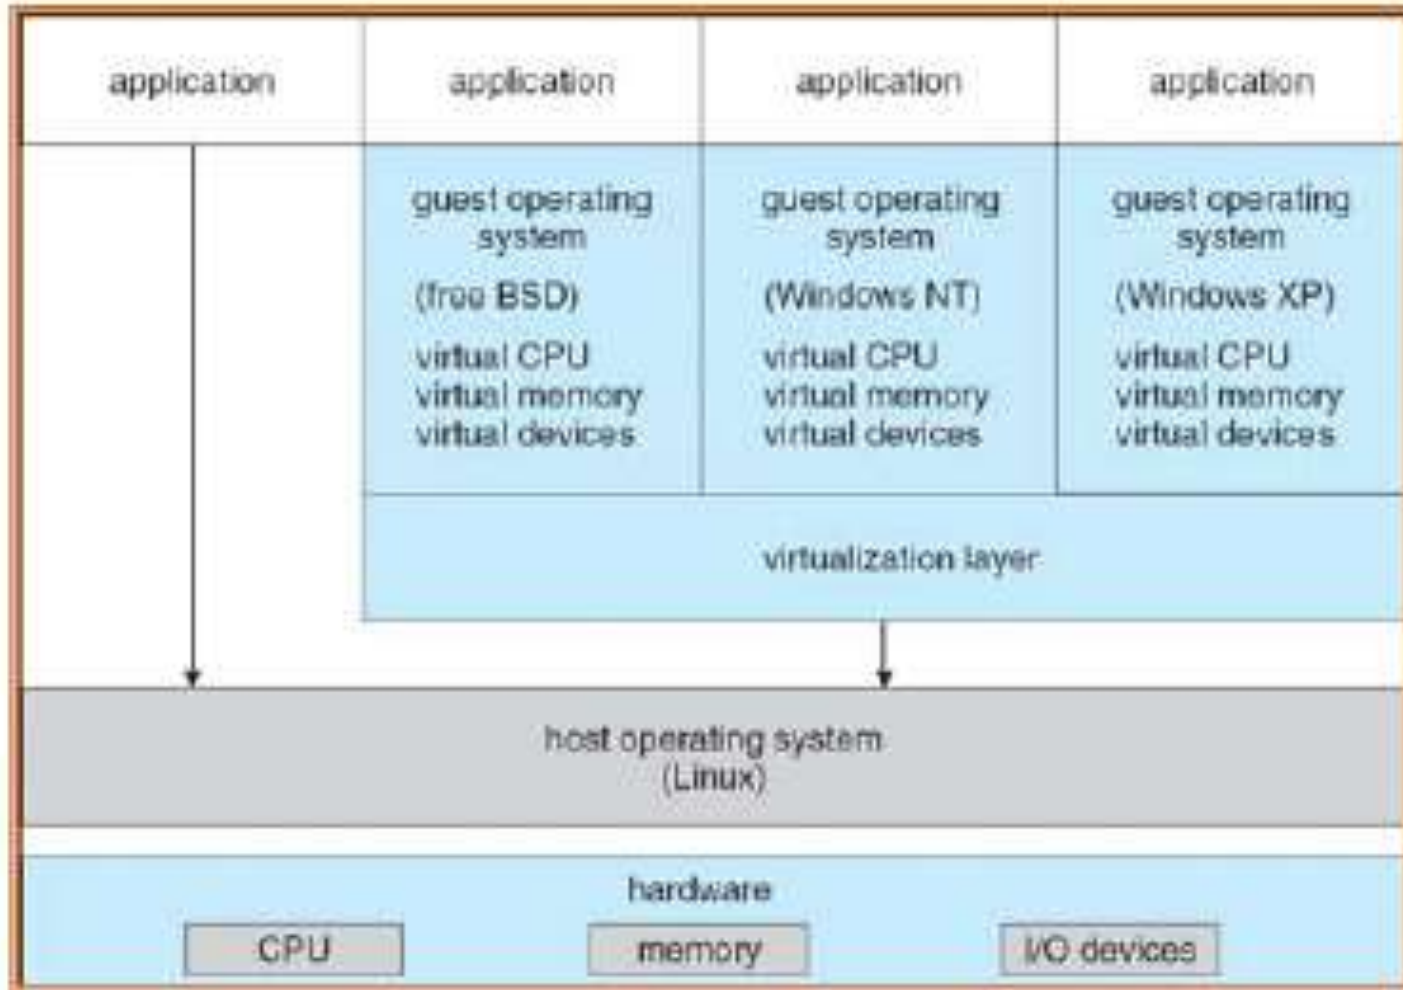 application
application
application
application
guest operating
system
(free BSD)
virtual CPU
virtual memory
virtual devices
guest operating
system
(Windows NT)
virtual CPU
virtual memory
virtual devices
guest operating
system
(Windows XP)
virtual CPU
virtual memory
virtual devices
virtualization layer
host operating system
(Linux)
hardware
CPU
memory
I/O devices